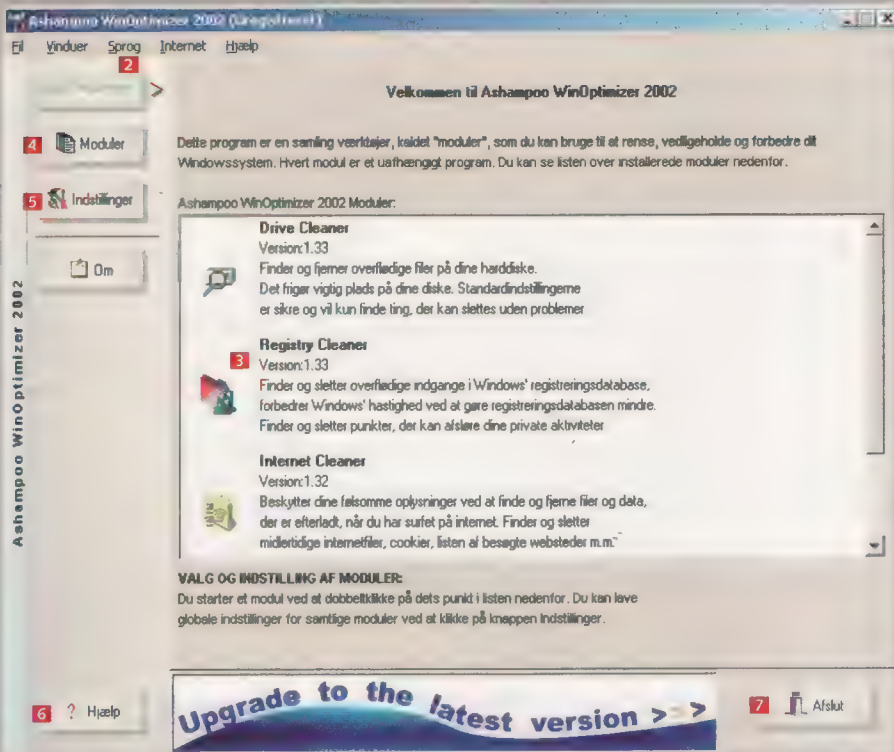 Ashampoo WinOptimizer 2002 (Uregistreret)
Fil Vinduer Sprog Internet Hjælp
2
>
Velkommen til Ashampoo WinOptimizer 2002
4 Moduler
Dette program er en samling værktøjer, kaldet "moduler", som du kan bruge til at rense, vedligeholde og forbedre dit
Windowssystem. Hvert modul er et uafhængigt program. Du kan se listen over installerede moduler nedenfor.
5 Indstillinger
Ashampoo WinOptimizer 2002 Moduler:
Om
Drive Cleaner
Version:1.33
Finder og fjerner overflødige filer på dine harddiske.
Det frigør vigtig plads på dine diske. Standardindstillingerne
er sikre og vil kun finde ting, der kan slettes uden problemer
3
Registry Cleaner
Version:1.33
Finder og sletter overflødige indgange i Windows' registreringsdatabase,
forbedrer Windows' hastighed ved at gøre registreringsdatabasen mindre.
Finder og sletter punkter, der kan afsløre dine private aktiviteter
Internet Cleaner
Version:1.32
Beskytter dine følsomme oplysninger ved at finde og fjerne filer og data,
der er efterladt, når du har surfet på internet. Finder og sletter
midlertidige internetfiler, cookier, listen af besøgte websteder m.m.
Ashampoo WinOptimizer 2002
VALG OG INDSTILLING AF MODULER:
Du starter et modul ved at dobbeltklikke på dets punkt i listen nedenfor. Du kan lave
globale indstillinger for samtlige moduler ved at klikke på knappen Indstillinger.
6 ? Hjælp
Upgrade to the latest version > > >
7 Afslut